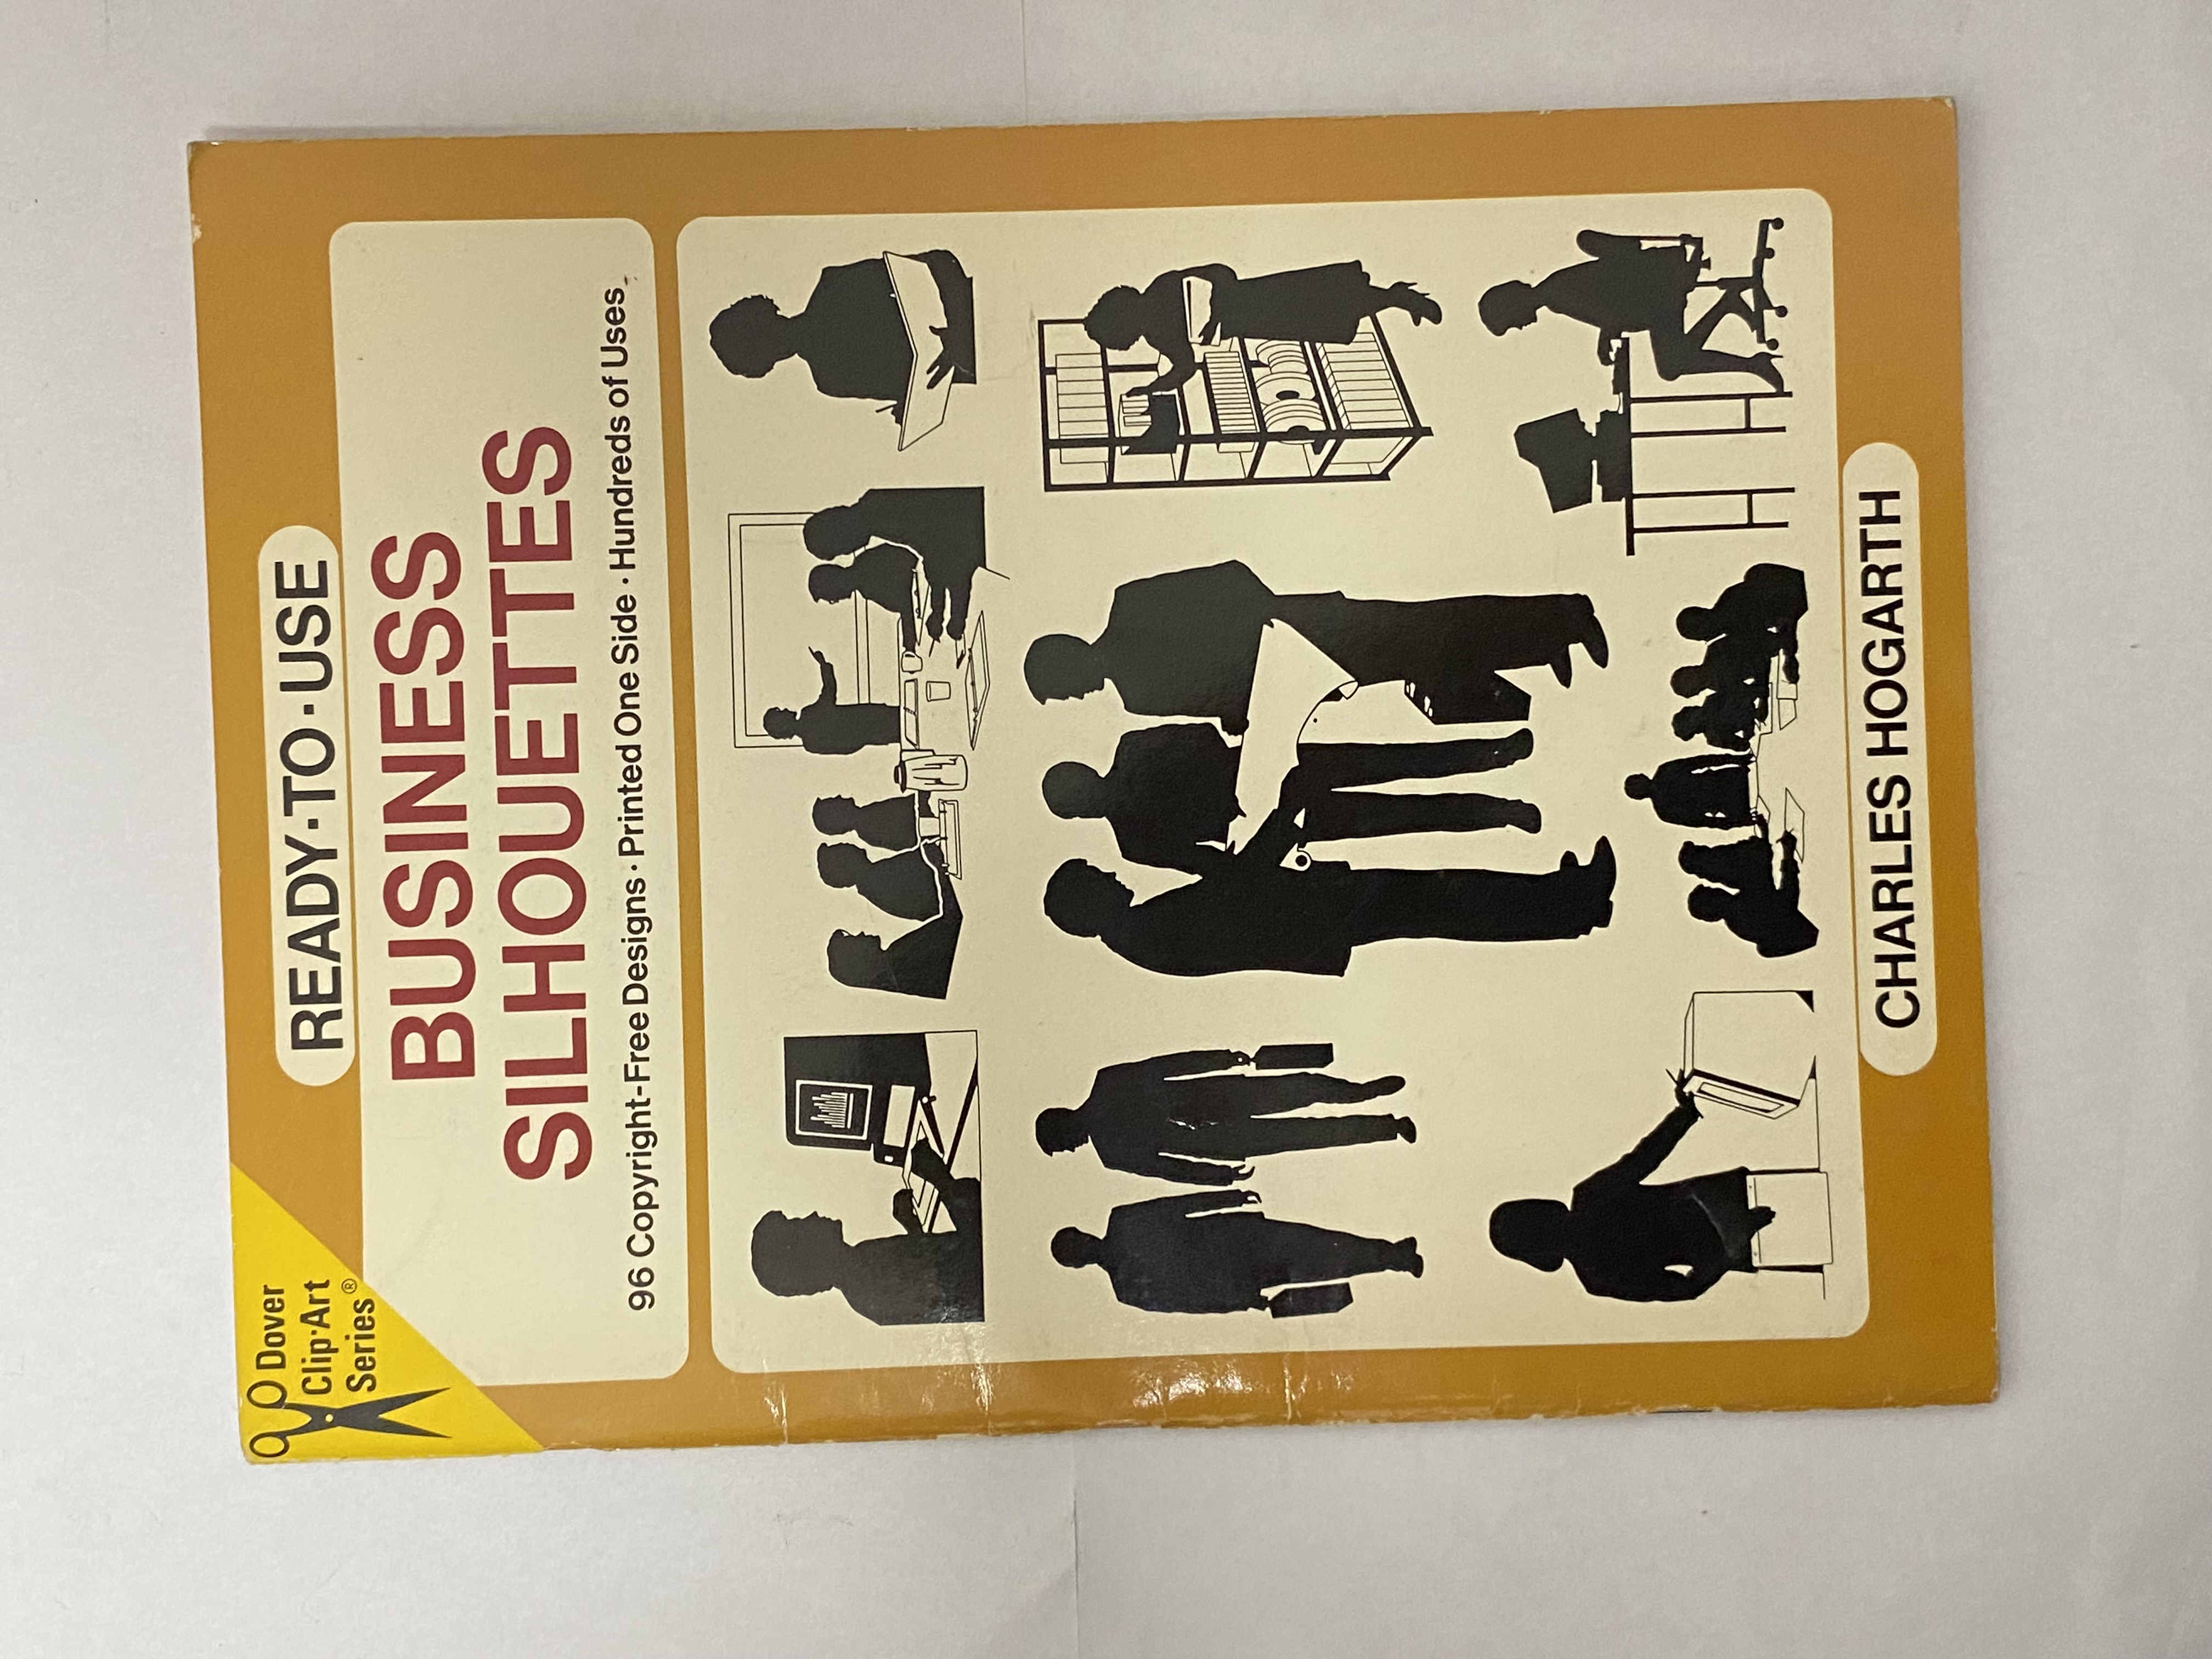 Dover
Clip·Art
Series®
READY·TO·USE
BUSINESS
SILHOUETTES
96 Copyright-Free Designs · Printed One Side · Hundreds of Uses
CHARLES HOGARTH